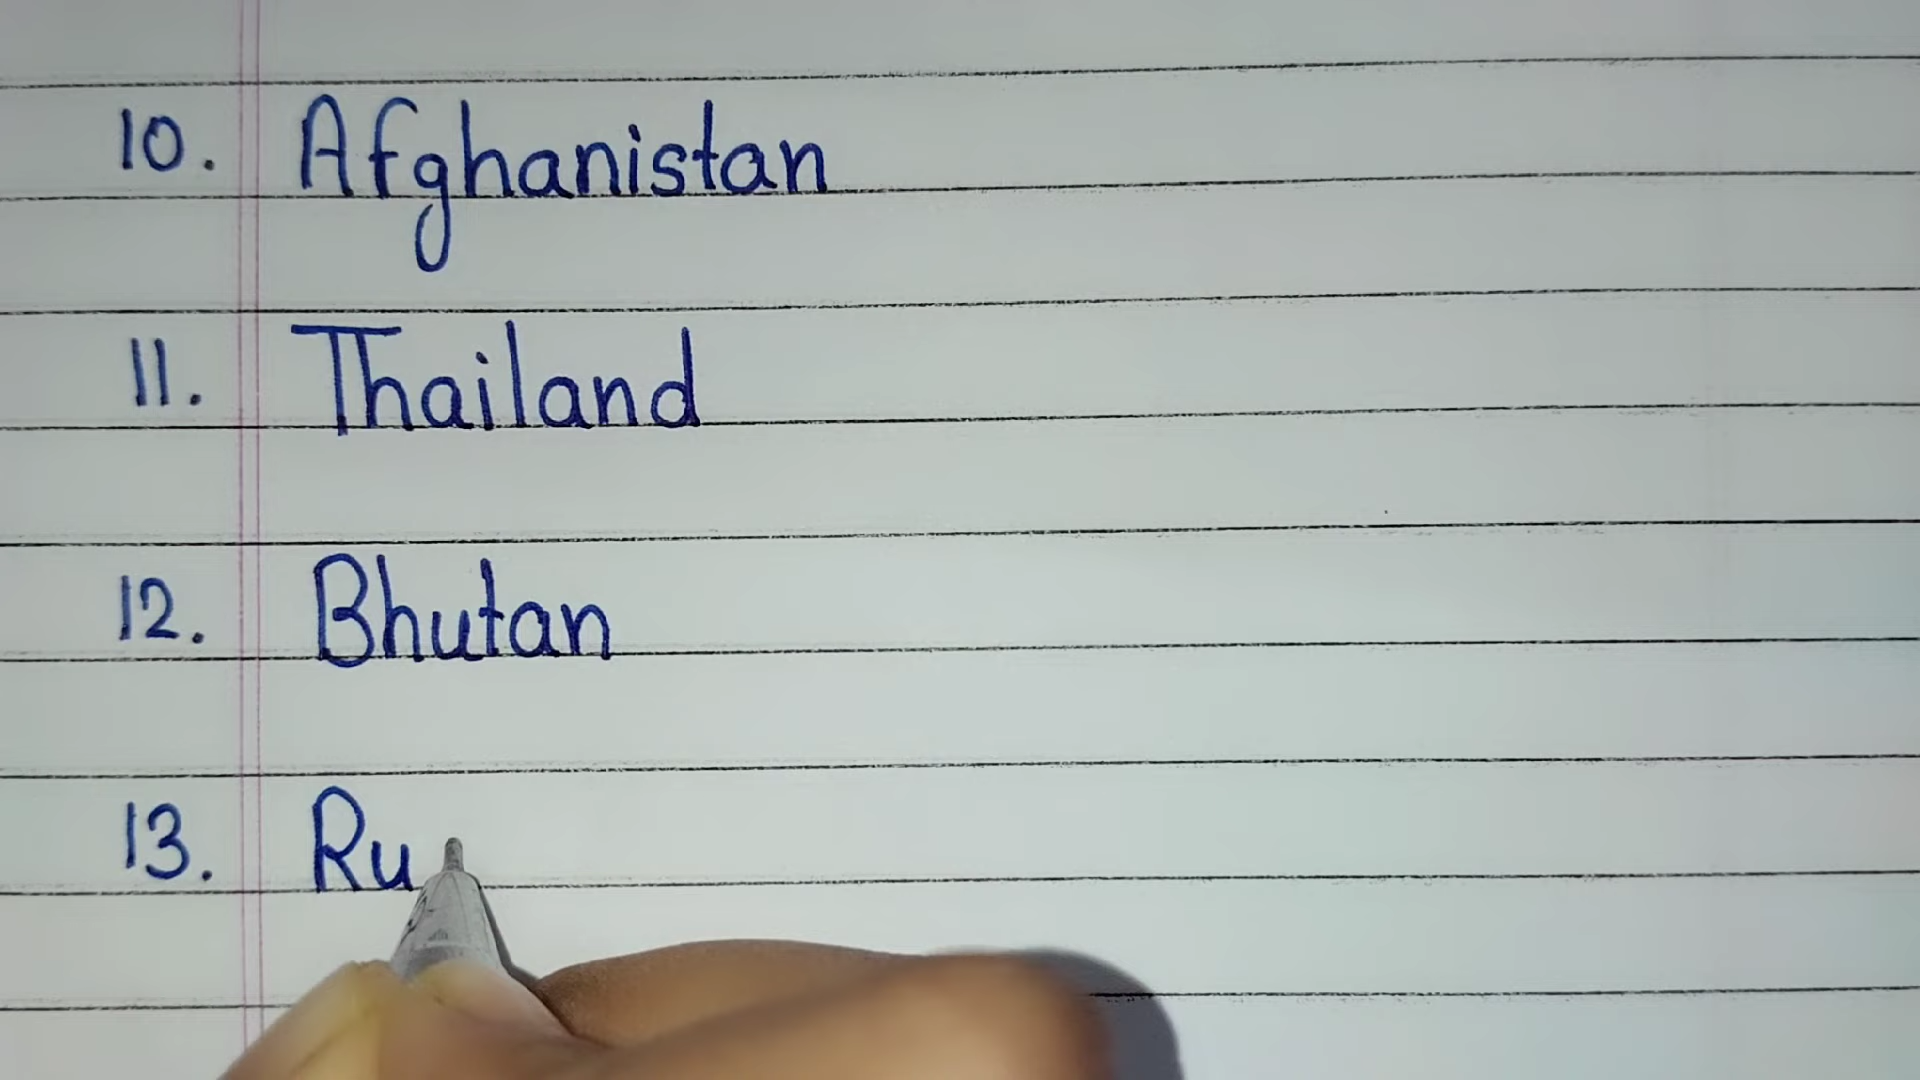 10. Afghanistan
11. Thailand
12. Bhutan
13. Ru